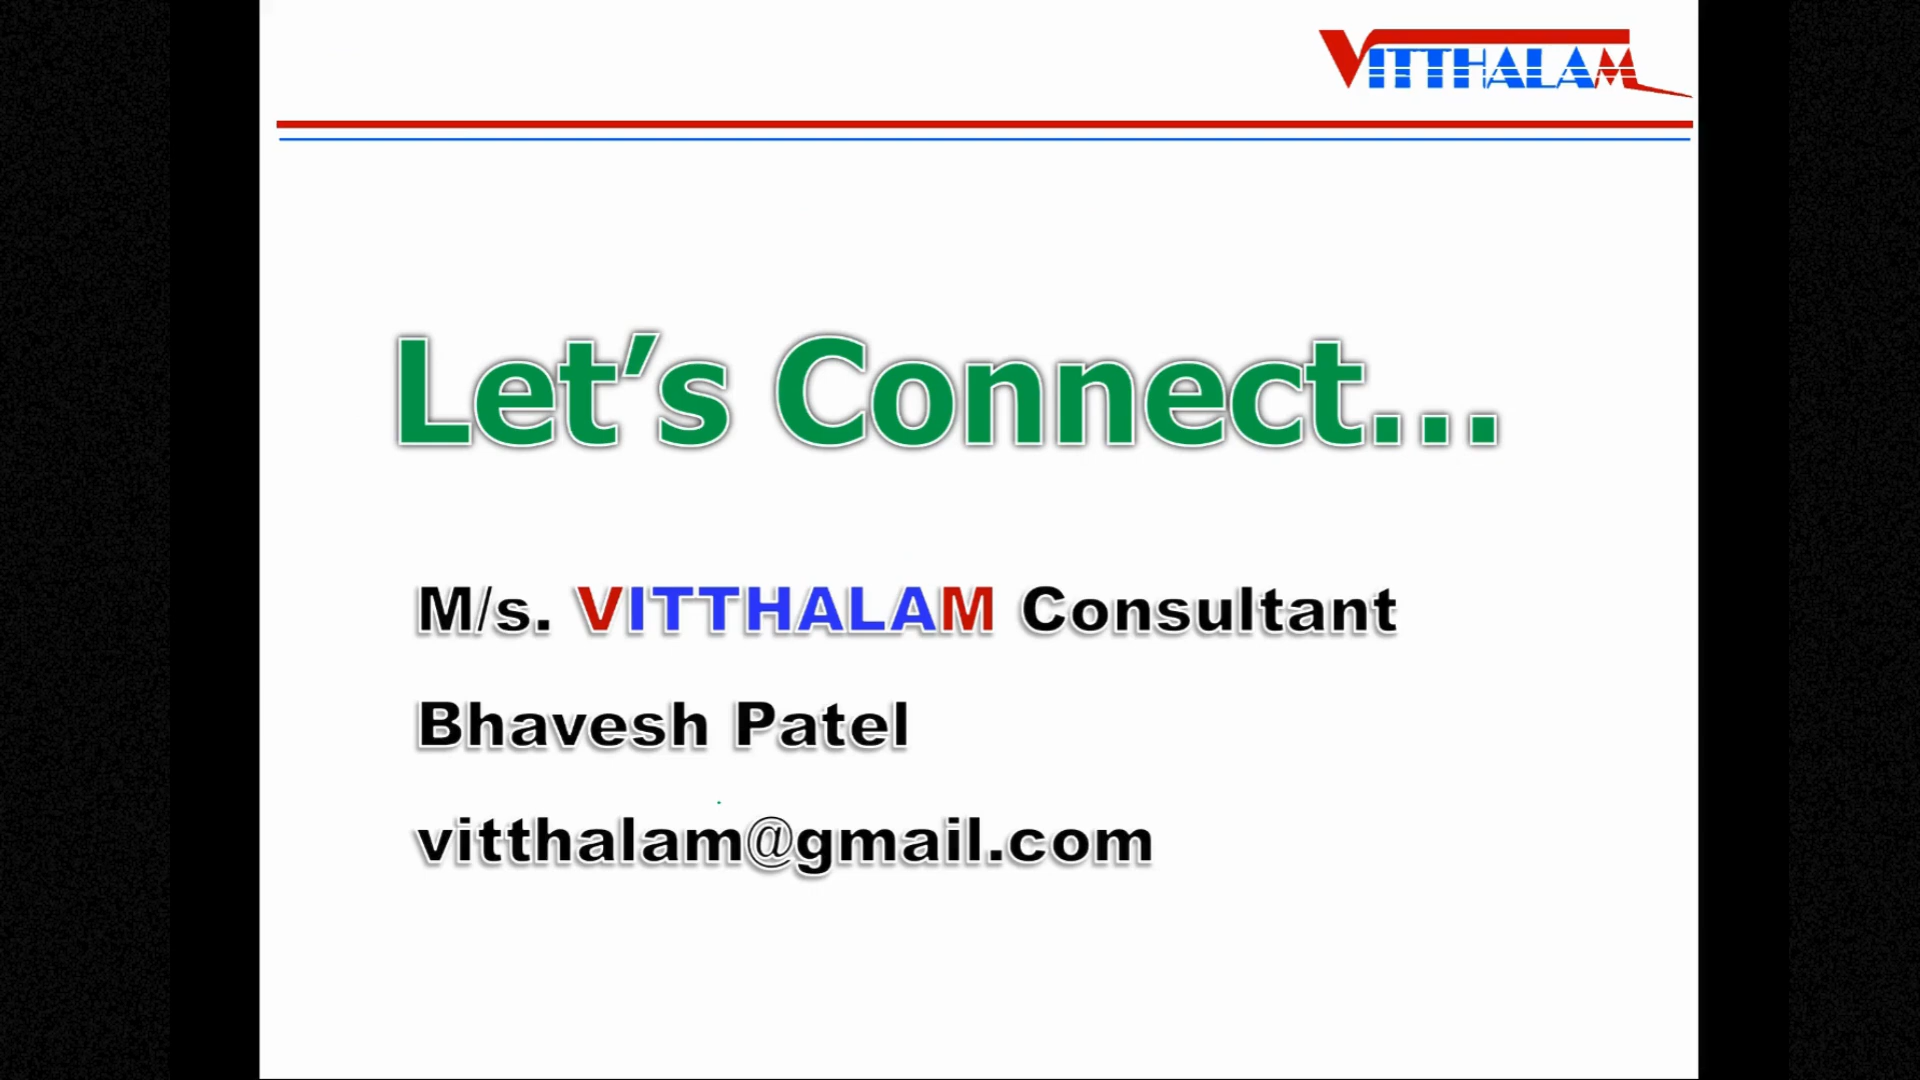 VITTHALAM
Let’s Connect...
M/s. VITTHALAM Consultant
Bhavesh Patel
vitthalam@gmail.com